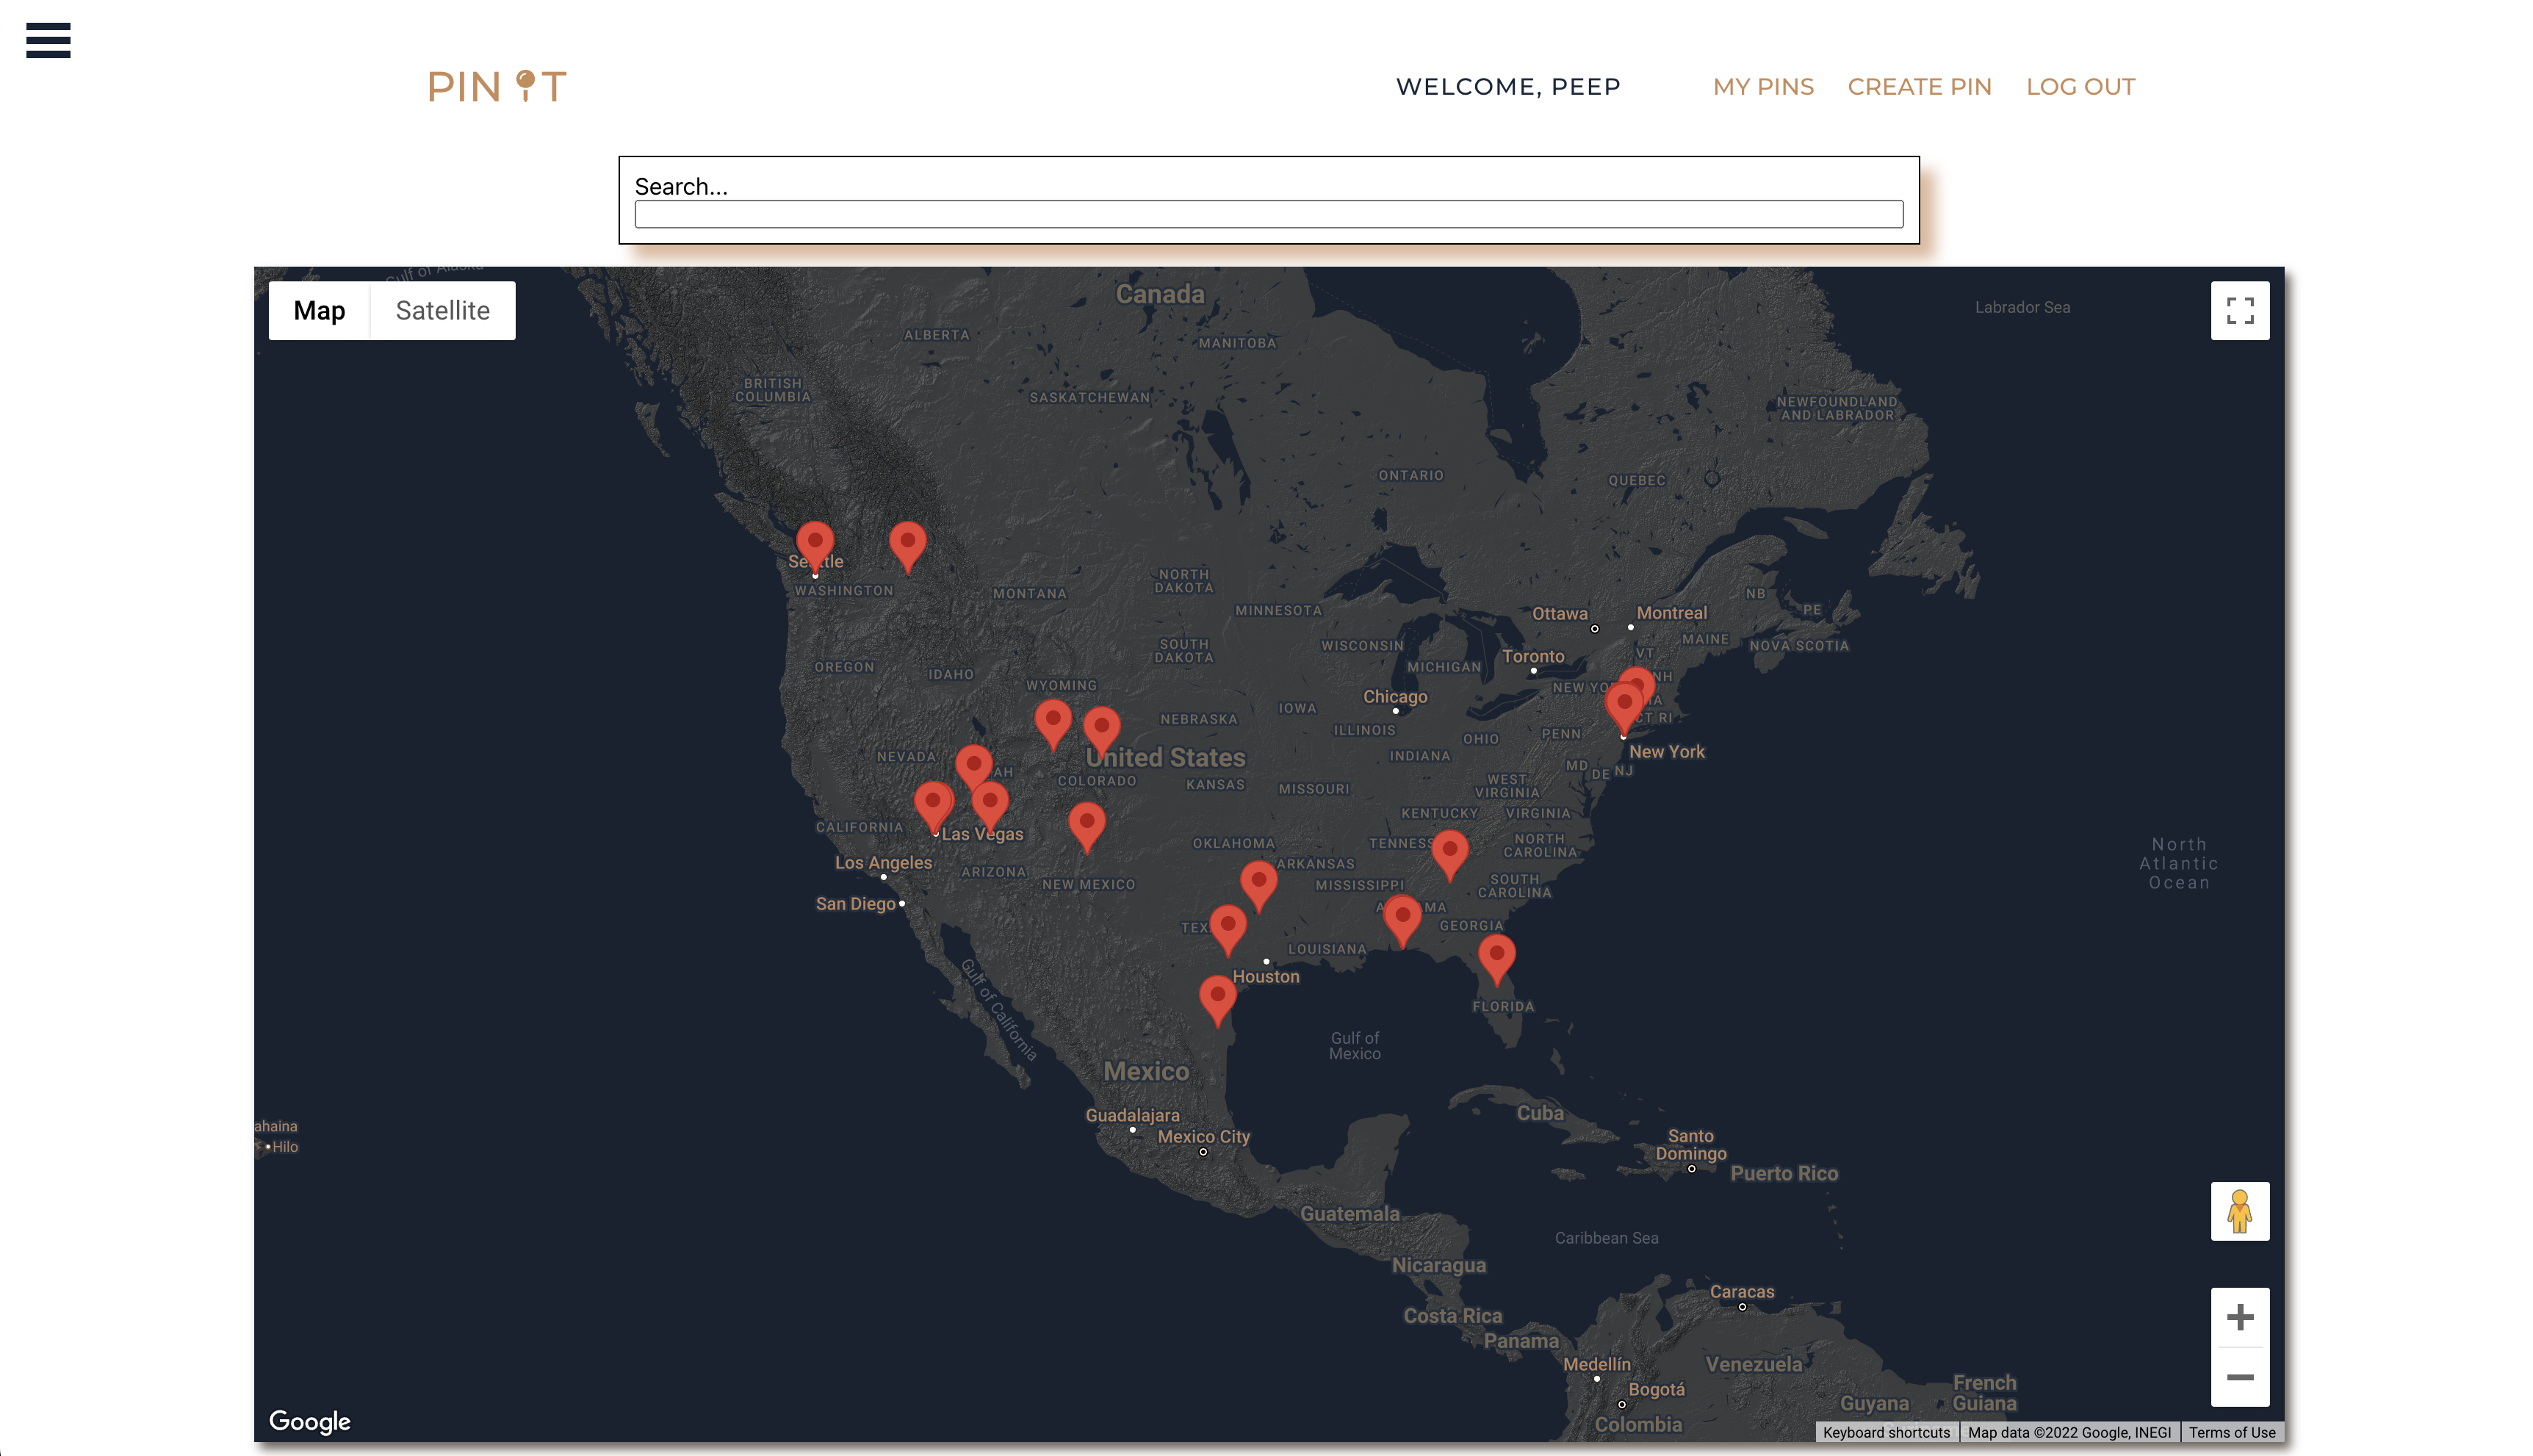 PIN IT
WELCOME, PEEP
MY PINS
CREATE PIN
LOG OUT
Search...
Map
Satellite
Gulf of Alaska
Canada
Labrador Sea
ALBERTA
MANITOBA
BRITISH
COLUMBIA
SASKATCHEWAN
NEWFOUNDLAND
AND LABRADOR
ONTARIO
QUEBEC
Seattle
WASHINGTON
MONTANA
NORTH
DAKOTA
MINNESOTA
Ottawa
Montreal
NB
PE
MAINE
NOVA SCOTIA
VT
SOUTH
DAKOTA
WISCONSIN
MICHIGAN
Toronto
OREGON
IDAHO
WYOMING
NEW YO
NH
MA
CT RI
Chicago
IOWA
NEBRASKA
ILLINOIS
INDIANA
OHIO
PENN
New York
NEVADA
AH
United States
COLORADO
KANSAS
MISSOURI
WEST
VIRGINIA
MD
DE
NJ
KENTUCKY
VIRGINIA
CALIFORNIA
Las Vegas
OKLAHOMA
TENNESS
NORTH
CAROLINA
Los Angeles
ARIZONA
NEW MEXICO
ARKANSAS
MISSISSIPPI
SOUTH
CAROLINA
San Diego
A AMA
TEX
GEORGIA
LOUISIANA
Houston
FLORIDA
Gulf of California
Gulf of
Mexico
North
Atlantic
Ocean
Mexico
Guadalajara
Mexico City
Cuba
Santo
Domingo
Puerto Rico
ahaina
Hilo
Guatemala
Caribbean Sea
Nicaragua
Costa Rica
Panama
Caracas
Medellín
Venezuela
Bogotá
Colombia
Guyana
French
Guiana
Google
Keyboard shortcuts
Map data ©2022 Google, INEGI
Terms of Use